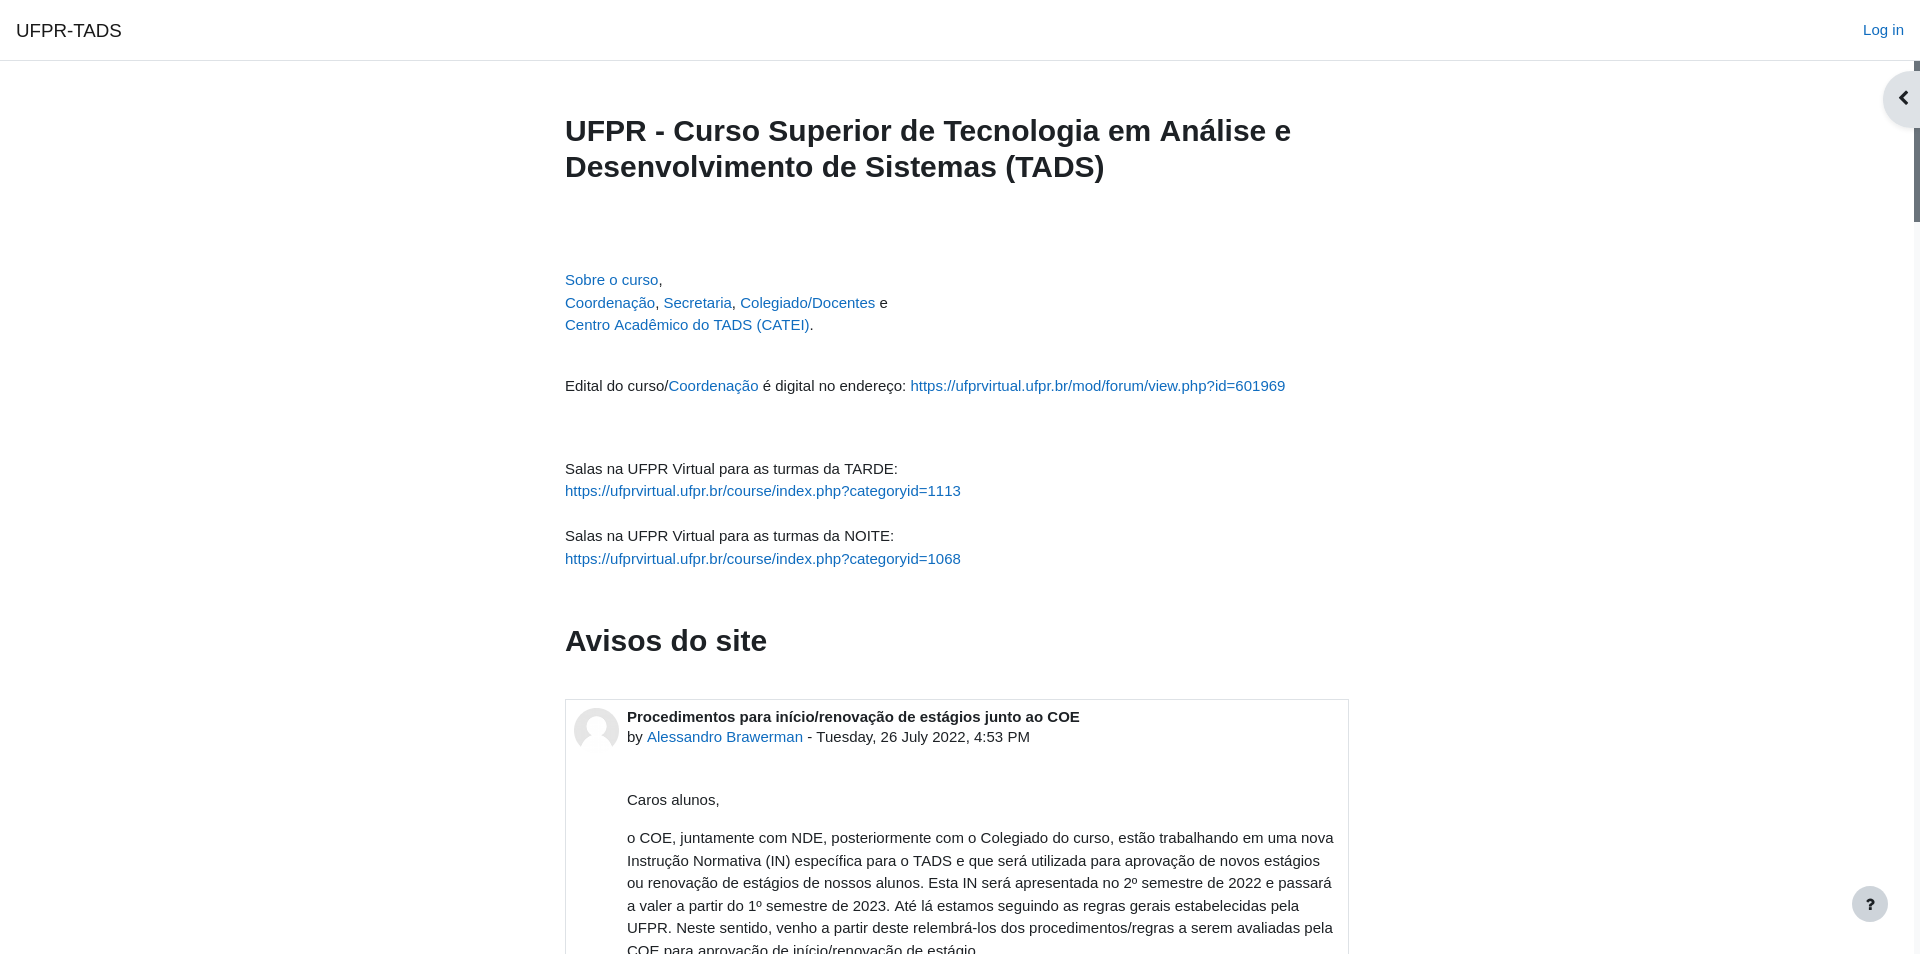 UFPR-TADS
Log in
UFPR - Curso Superior de Tecnologia em Análise e
Desenvolvimento de Sistemas (TADS)
Sobre o curso,
Coordenação, Secretaria, Colegiado/Docentes e
Centro Acadêmico do TADS (CATEI).
Edital do curso/Coordenação é digital no endereço: https://ufprvirtual.ufpr.br/mod/forum/view.php?id=601969
Salas na UFPR Virtual para as turmas da TARDE:
https://ufprvirtual.ufpr.br/course/index.php?categoryid=1113
Salas na UFPR Virtual para as turmas da NOITE:
https://ufprvirtual.ufpr.br/course/index.php?categoryid=1068
Avisos do site
Procedimentos para início/renovação de estágios junto ao COE
by Alessandro Brawerman - Tuesday, 26 July 2022, 4:53 PM
Caros alunos,
o COE, juntamente com NDE, posteriormente com o Colegiado do curso, estão trabalhando em uma nova
Instrução Normativa (IN) específica para o TADS e que será utilizada para aprovação de novos estágios
ou renovação de estágios de nossos alunos. Esta IN será apresentada no 2º semestre de 2022 e passará
a valer a partir do 1º semestre de 2023. Até lá estamos seguindo as regras gerais estabelecidas pela
UFPR. Neste sentido, venho a partir deste relembrá-los dos procedimentos/regras a serem avaliadas pela
COE para aprovação de início/renovação de estágio.
?